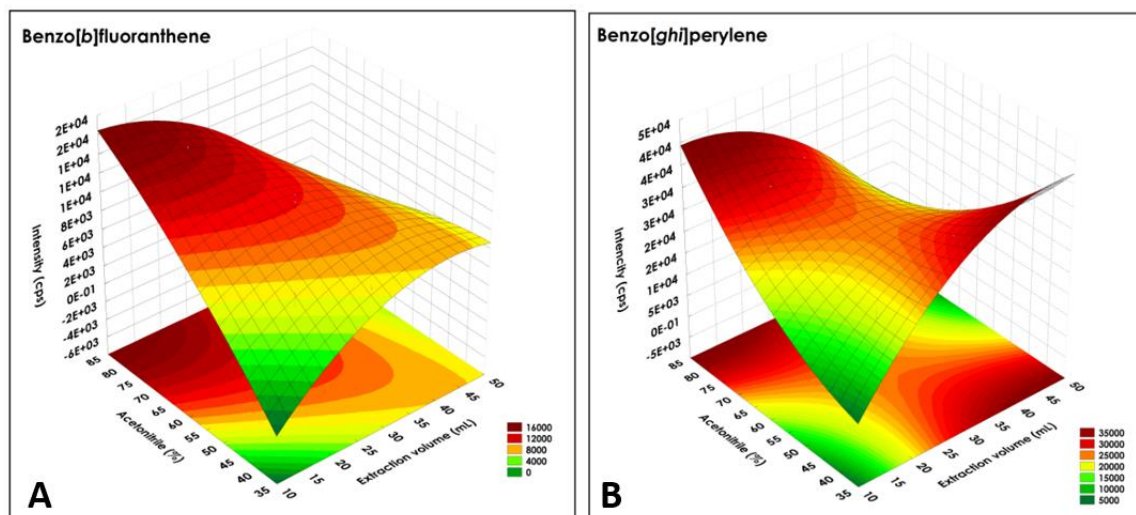 Benzo[b]fluoranthene
2E+04
2E+04
1E+04
1E+04
1E+04
8E+03
6E+03
4E+03
2E+03
0E-01
-2E+03
-4E+03
-6E+03
Intensity (cps)
85
80
75
70
65
60
55
50
45
40
35
Acetonitrile (%)
10
15
20
25
30
35
40
45
50
Extraction volume (mL)
16000
12000
8000
4000
0
A
Benzo[ghi]perylene
5E+04
4E+04
4E+04
3E+04
3E+04
2E+04
2E+04
1E+04
1E+04
0E-01
-5E+03
Intencity (cps)
85
80
75
70
65
60
55
50
45
40
35
Acetonitrile (%)
10
15
20
25
30
35
40
45
50
Extraction volume (mL)
35000
30000
25000
20000
15000
10000
5000
B